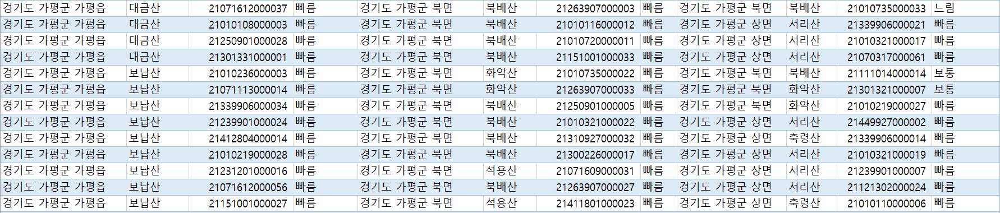 경기도 가평군 가평읍 대금산 21071612000037 빠름 경기도 가평군 북면 북배산 21263907000003 빠름 경기도 가평군 북면 북배산 21010735000033 느림
경기도 가평군 가평읍 대금산 21010108000003 빠름 경기도 가평군 북면 북배산 21010116000012 빠름 경기도 가평군 상면 서리산 21339906000021 빠름
경기도 가평군 가평읍 대금산 21250901000028 빠름 경기도 가평군 북면 북배산 21010720000011 빠름 경기도 가평군 상면 서리산 21010321000017 빠름
경기도 가평군 가평읍 대금산 21301331000001 빠름 경기도 가평군 북면 북배산 21151001000033 빠름 경기도 가평군 상면 서리산 21070317000061 빠름
경기도 가평군 가평읍 보납산 21010236000003 빠름 경기도 가평군 북면 화악산 21010735000022 빠름 경기도 가평군 북면 북배산 21111014000014 보통
경기도 가평군 가평읍 보납산 21071113000014 빠름 경기도 가평군 북면 화악산 21263907000033 빠름 경기도 가평군 북면 화악산 21301321000007 보통
경기도 가평군 가평읍 보납산 21339906000034 빠름 경기도 가평군 북면 북배산 21250901000005 빠름 경기도 가평군 북면 화악산 21010219000027 빠름
경기도 가평군 가평읍 보납산 21239901000024 빠름 경기도 가평군 북면 북배산 21010321000022 빠름 경기도 가평군 상면 서리산 21449927000002 빠름
경기도 가평군 가평읍 보납산 21412804000014 빠름 경기도 가평군 북면 북배산 21310927000032 빠름 경기도 가평군 상면 축령산 21339906000014 빠름
경기도 가평군 가평읍 보납산 21010219000028 빠름 경기도 가평군 북면 북배산 21300226000017 빠름 경기도 가평군 상면 서리산 21010321000019 빠름
경기도 가평군 가평읍 보납산 21231201000016 빠름 경기도 가평군 북면 석용산 21071609000031 빠름 경기도 가평군 상면 서리산 21239901000007 빠름
경기도 가평군 가평읍 보납산 21071612000056 빠름 경기도 가평군 북면 북배산 21263907000027 빠름 경기도 가평군 상면 서리산 21121302000024 빠름
경기도 가평군 가평읍 보납산 21151001000027 빠름 경기도 가평군 북면 석용산 21411801000023 빠름 경기도 가평군 상면 축령산 21010110000006 빠름